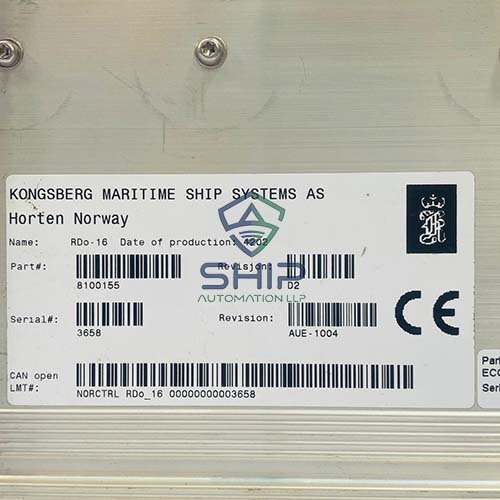 KONGSBERG MARITIME SHIP SYSTEMS AS
Horten Norway
Name: RDo-16 Date of production: 4202
Part#: 8100155 Revisjon: D2
Serial#: 3658 Revision: AUE-1004
CAN open
LMT#: NORCTRL RDo_16 00000000003658
CE
SHIP
AUTOMATION LLP
Part
ECO
Seri